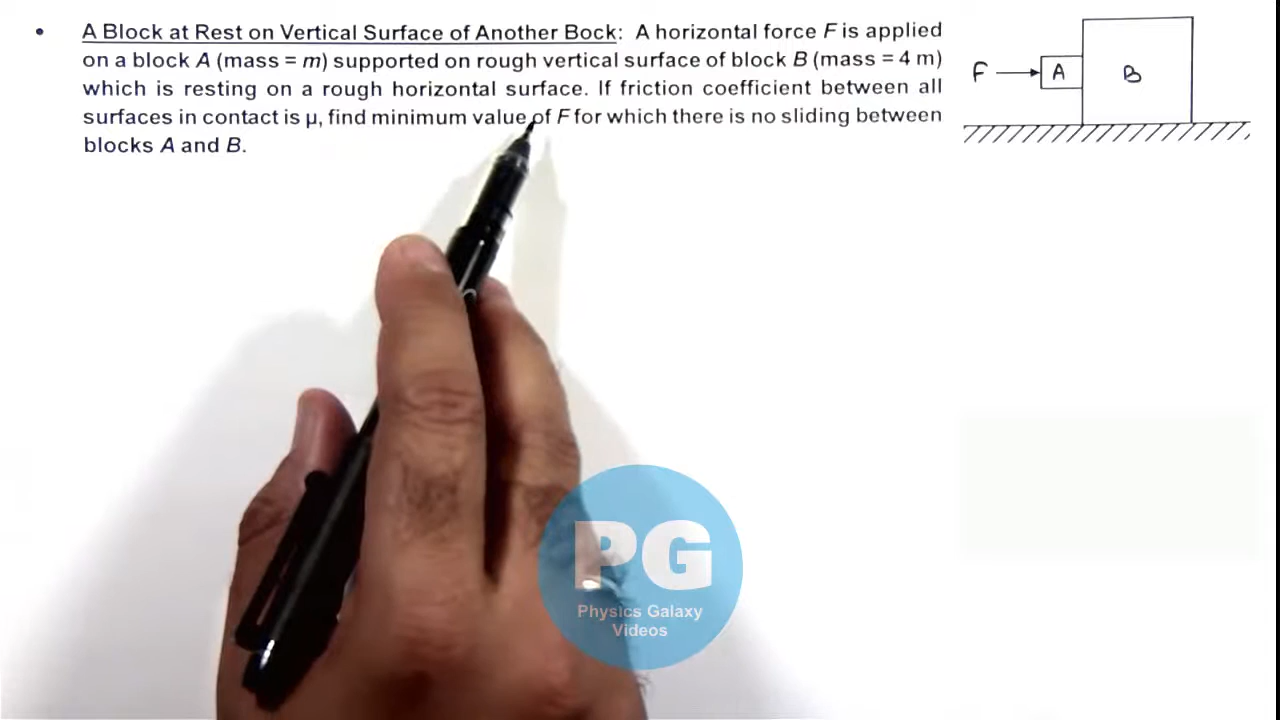 • A Block at Rest on Vertical Surface of Another Bock: A horizontal force F is applied
on a block A (mass = m) supported on rough vertical surface of block B (mass = 4 m)
which is resting on a rough horizontal surface. If friction coefficient between all
surfaces in contact is μ, find minimum value of F for which there is no sliding between
blocks A and B.
F A B
PG
Physics Galaxy
Videos